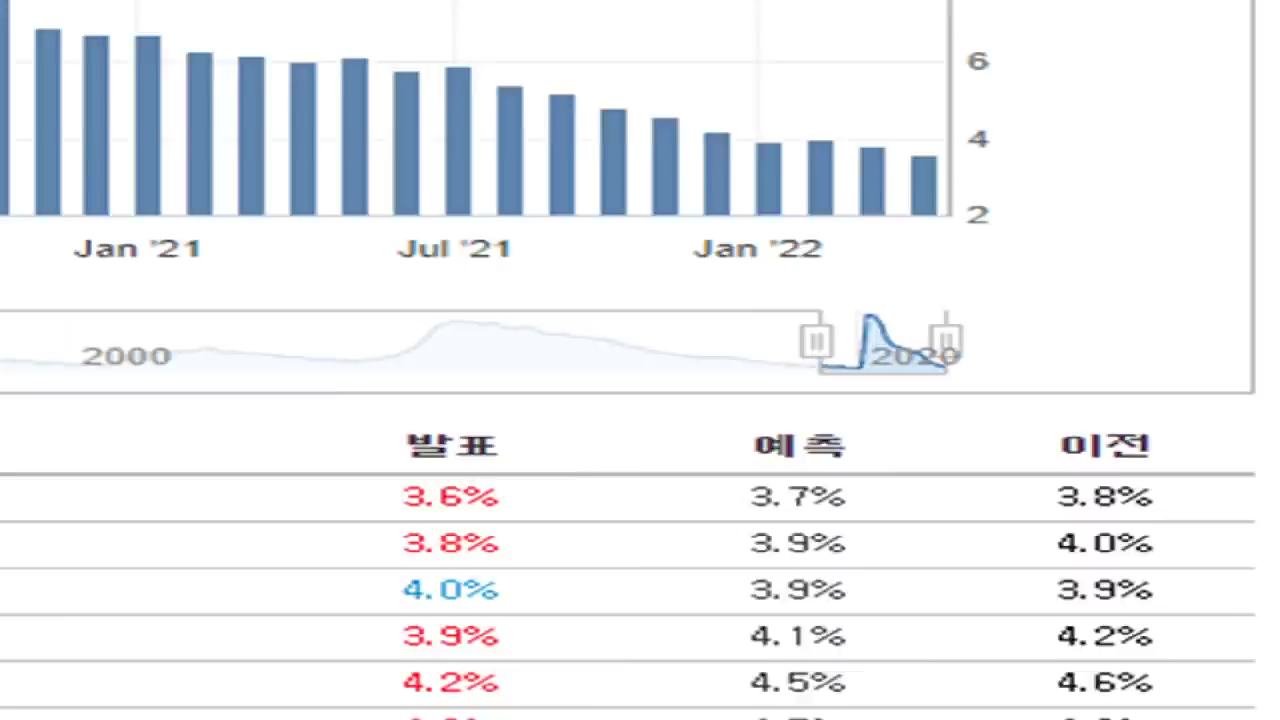 6
4
2
Jan '21 Jul '21 Jan '22
2000 2020
발표 예측 이전
3.6% 3.7% 3.8%
3.8% 3.9% 4.0%
4.0% 3.9% 3.9%
3.9% 4.1% 4.2%
4.2% 4.5% 4.6%